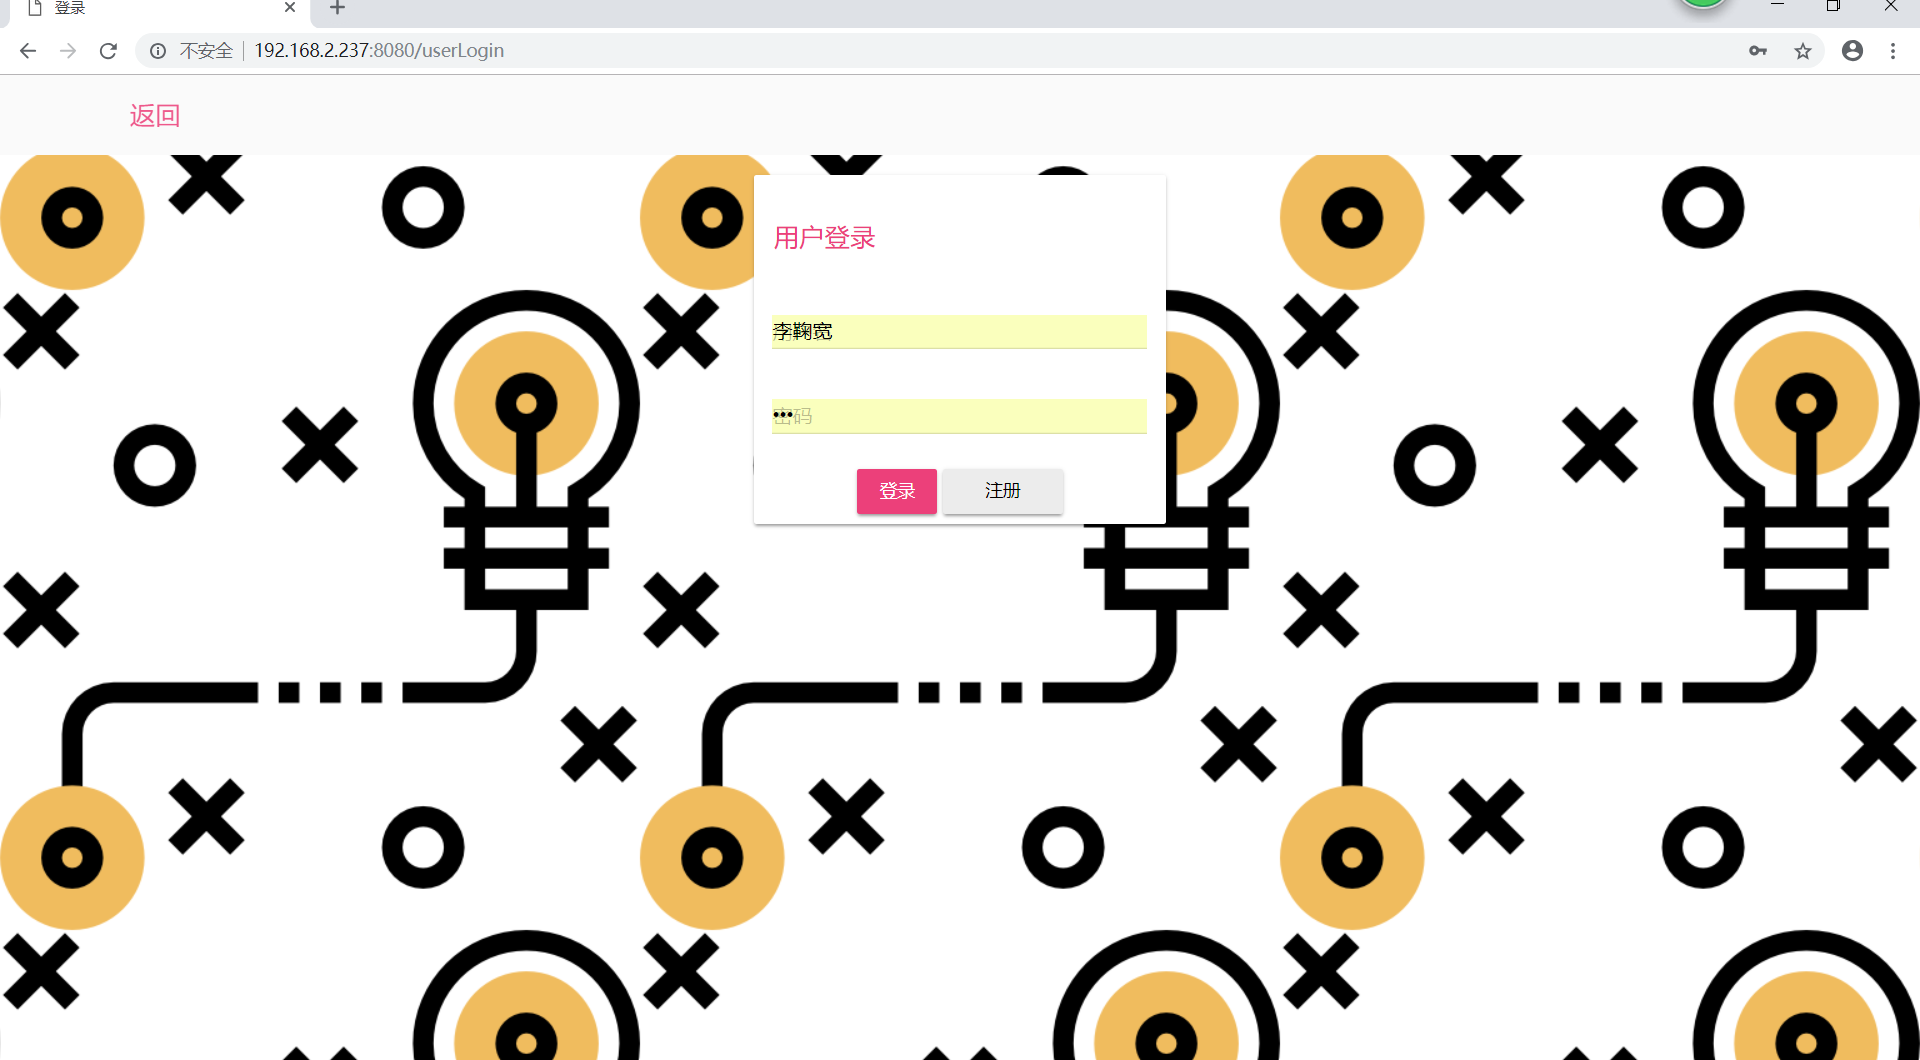 登录
不安全 192.168.2.237:8080/userLogin
返回
用户登录
李鞠宽
密码
登录 注册